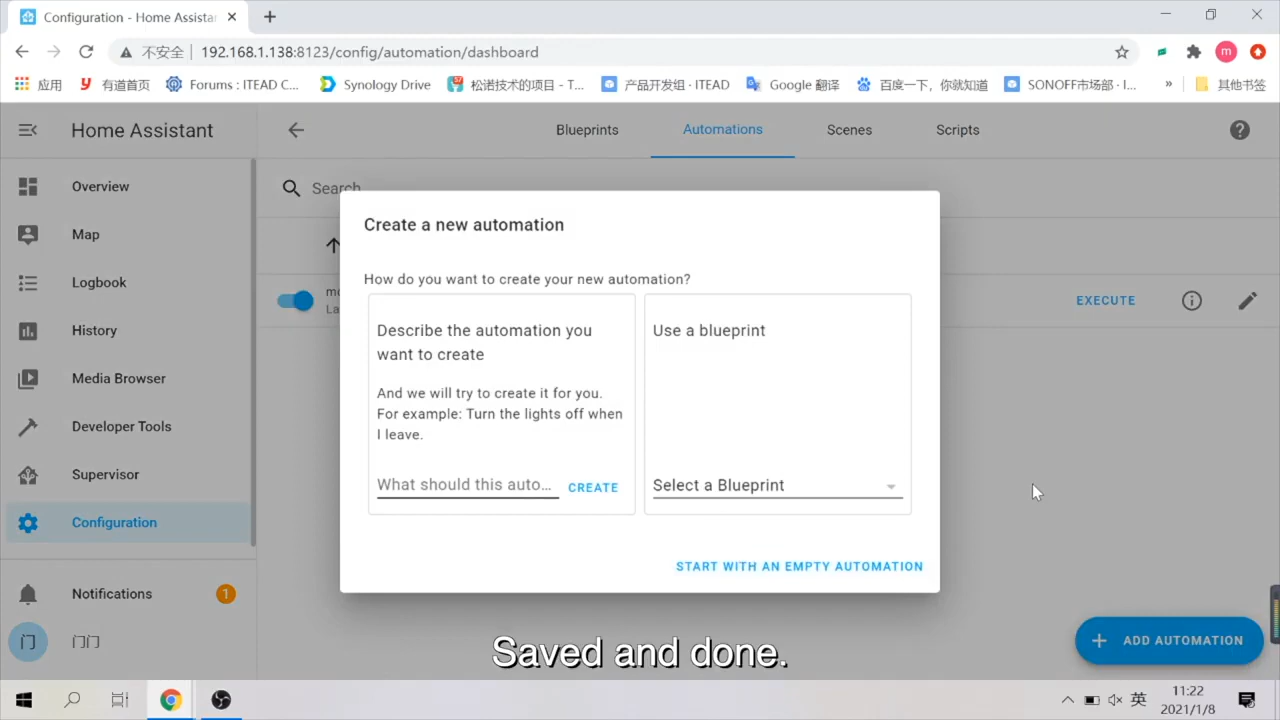 Configuration - Home Assista
不安全
192.168.1.138:8123/config/automation/dashboard
m
应用
有道首页
Forums : ITEAD C...
Synology Drive
松诺技术的项目 - T...
产品开发组 · ITEAD
Google 翻译
百度一下，你就知道
SONOFF市场部 · I...
»
其他书签
Home Assistant
Blueprints
Automations
Scenes
Scripts
Overview
Map
Logbook
History
Media Browser
Developer Tools
Supervisor
Configuration
Notifications
1
门
门门
Search
EXECUTE
Create a new automation
How do you want to create your new automation?
Describe the automation you
want to create
And we will try to create it for you.
For example: Turn the lights off when
I leave.
What should this auto...
CREATE
Use a blueprint
Select a Blueprint
START WITH AN EMPTY AUTOMATION
ADD AUTOMATION
Saved and done.
英
11:22
2021/1/8